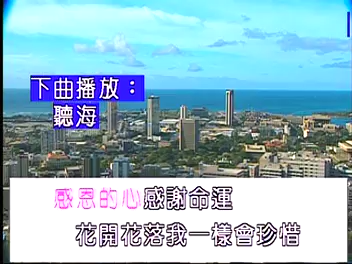 下曲播放：
聽海
感恩的心感謝命運
花開花落我一樣會珍惜